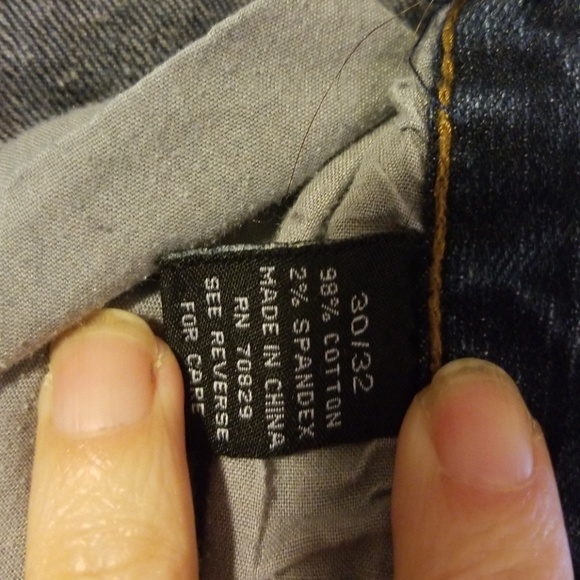 30/32
98% COTTON
2% SPANDEX
MADE IN CHINA
RN 70829
SEE REVERSE
FOR CARE